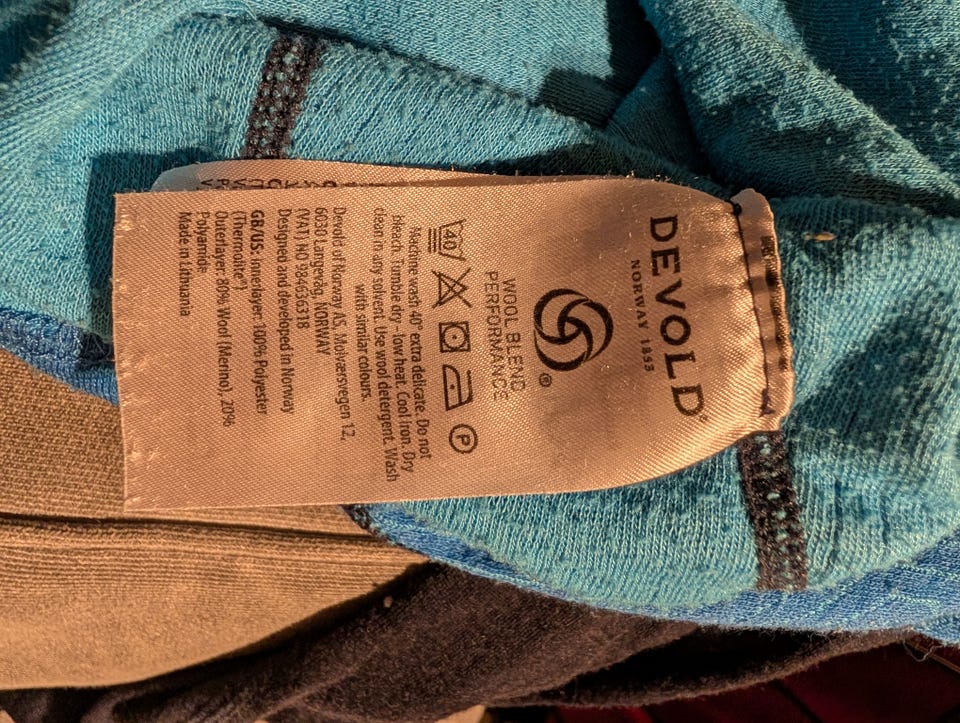 DEVOLD®
NORWAY 1853
®
WOOL BLEND
PERFORMANCE
40
P
Machine wash 40° extra delicate. Do not
bleach. Tumble dry - low heat. Cool iron. Dry
clean in any solvent. Use wool detergent. Wash
with similar colours.
Devold of Norway AS, Molværsvegen 12,
6030 Langevåg, NORWAY
(VAT) NO 984636318
Designed and developed in Norway
GB/US: Innerlayer: 100% Polyester
(Thermolite®)
Outerlayer: 80% Wool (Merino), 20%
Polyamide
Made in Lithuania